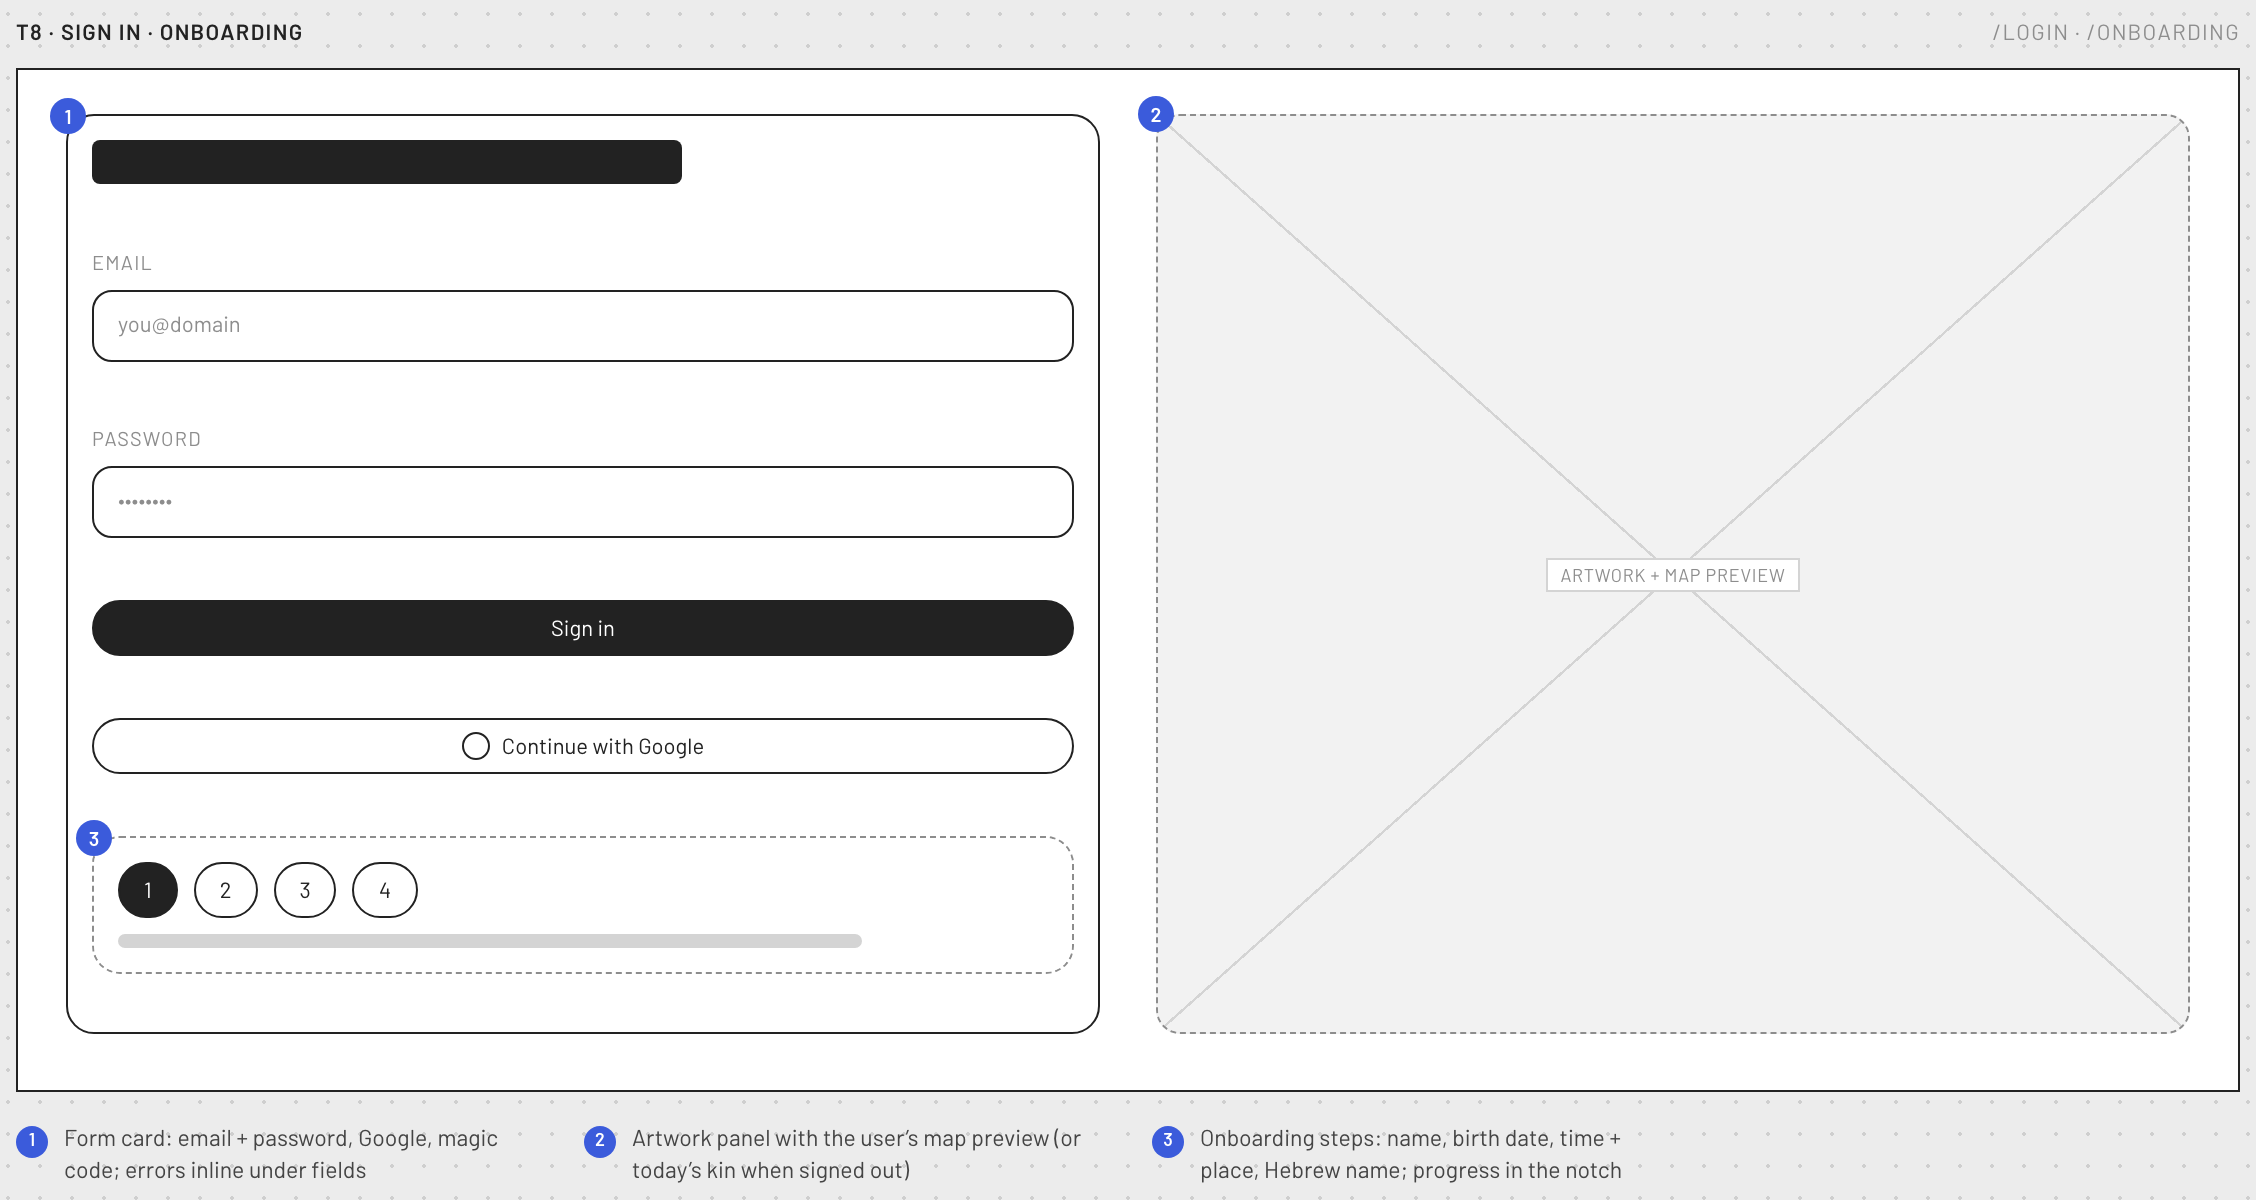 T8 · SIGN IN · ONBOARDING
/LOGIN · /ONBOARDING
1
2
EMAIL
you@domain
PASSWORD
••••••••
Sign in
Continue with Google
3
1 2 3 4
ARTWORK + MAP PREVIEW
1 Form card: email + password, Google, magic
code; errors inline under fields
2 Artwork panel with the user’s map preview (or
today’s kin when signed out)
3 Onboarding steps: name, birth date, time +
place, Hebrew name; progress in the notch